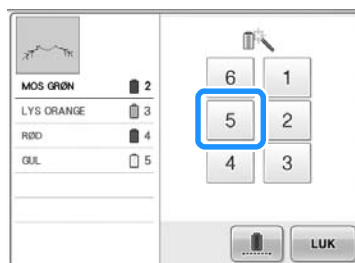 MOS GRØN 2
LYS ORANGE 3
RØD 4
GUL 5
6 1
5 2
4 3
LUK